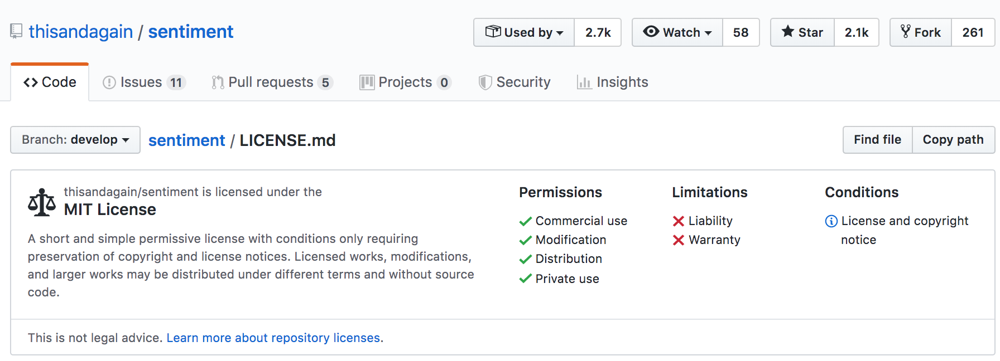 thisandagain / sentiment
Used by 2.7k
Watch 58
Star 2.1k
Fork 261
Code
Issues 11
Pull requests 5
Projects 0
Security
Insights
Branch: develop
sentiment / LICENSE.md
Find file
Copy path
thisandagain/sentiment is licensed under the
MIT License
A short and simple permissive license with conditions only requiring
preservation of copyright and license notices. Licensed works, modifications,
and larger works may be distributed under different terms and without source
code.
Permissions
Commercial use
Modification
Distribution
Private use
Limitations
Liability
Warranty
Conditions
License and copyright
notice
This is not legal advice. Learn more about repository licenses.